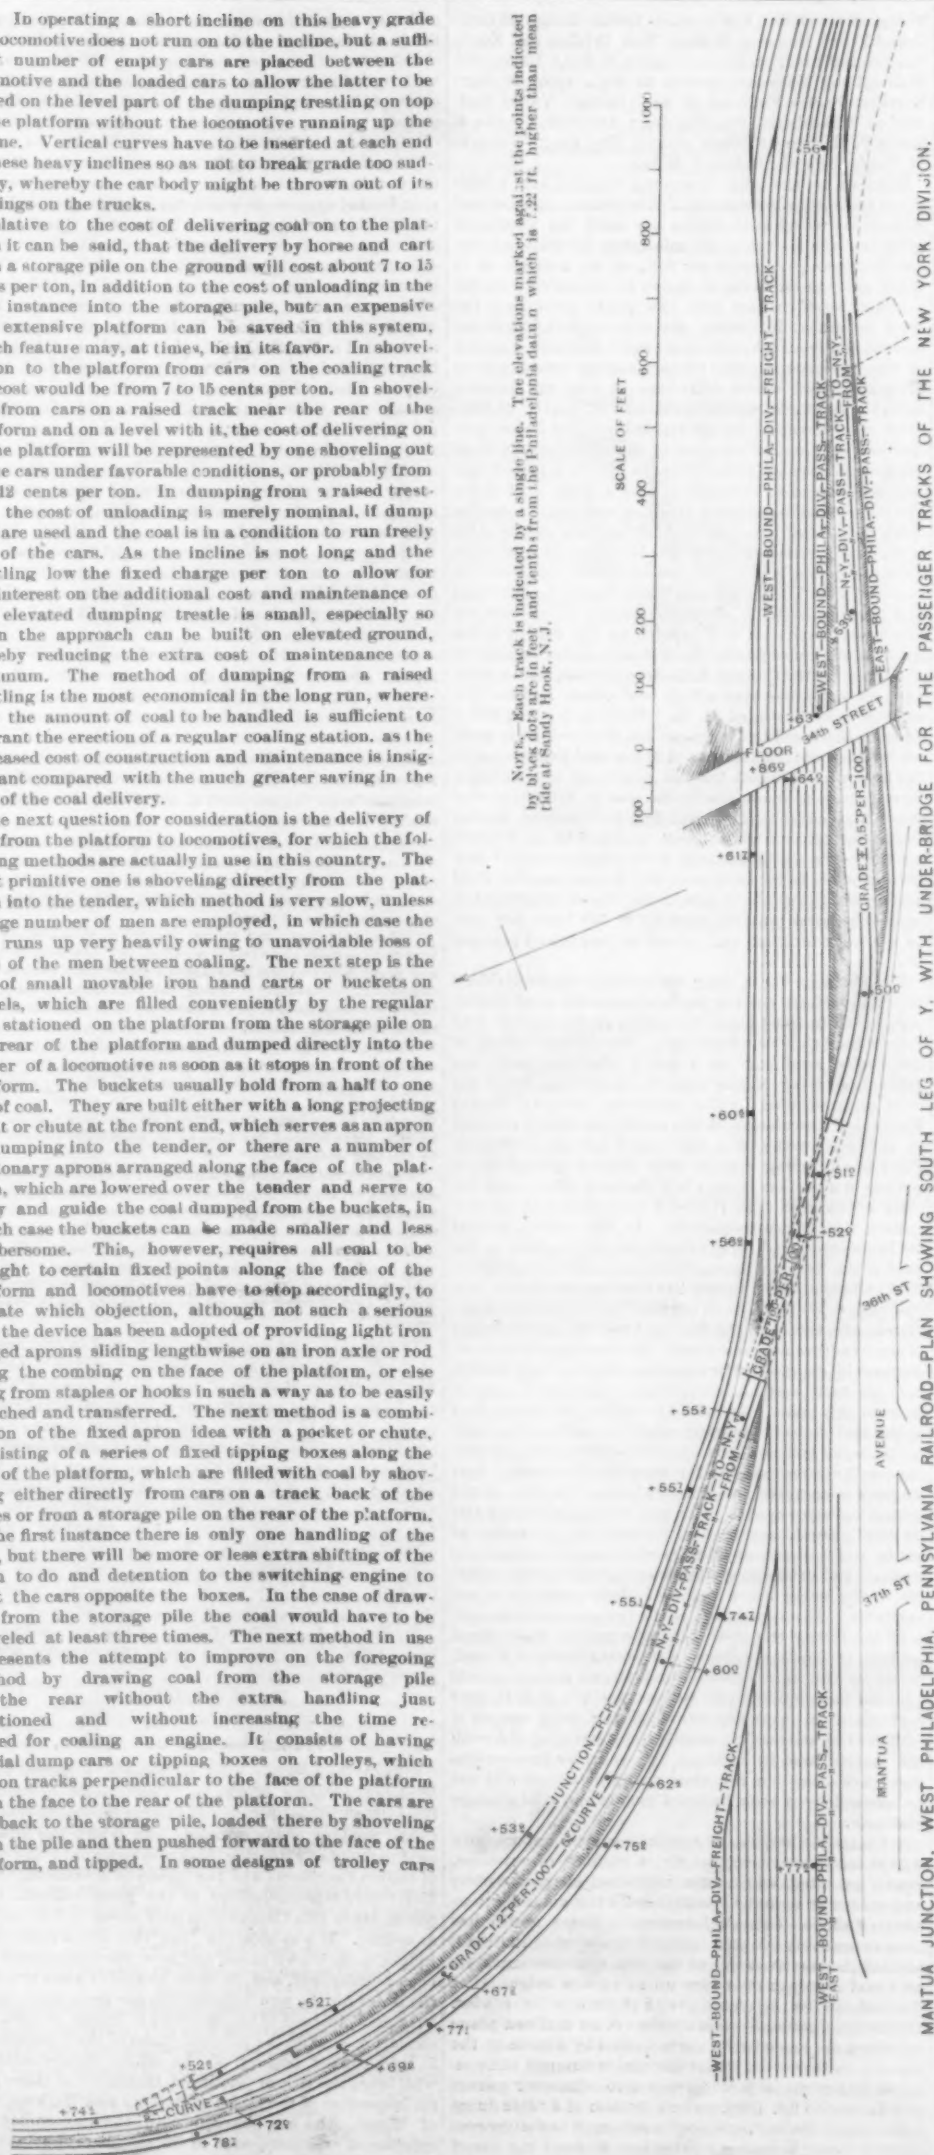 In operating a short incline on this heavy grade
ocomotive does not run on to the incline, but a suffi-
number of empty cars are placed between the
motive and the loaded cars to allow the latter to be
ed on the level part of the dumping trestling on top
e platform without the locomotive running up the
ne. Vertical curves have to be inserted at each end
hese heavy inclines so as not to break grade too sud-
y, whereby the car body might be thrown out of its
ings on the trucks.
lative to the cost of delivering coal on to the plat-
it can be said, that the delivery by horse and cart
a storage pile on the ground will cost about 7 to 15
s per ton, in addition to the cost of unloading in the
instance into the storage pile, but an expensive
extensive platform can be saved in this system,
ch feature may, at times, be in its favor. In shovel-
on to the platform from cars on the coaling track
cost would be from 7 to 15 cents per ton. In shovel-
from cars on a raised track near the rear of the
form and on a level with it, the cost of delivering on
he platform will be represented by one shoveling out
e cars under favorable conditions, or probably from
12 cents per ton. In dumping from a raised trest-
the cost of unloading is merely nominal, if dump
are used and the coal is in a condition to run freely
of the cars. As the incline is not long and the
tling low the fixed charge per ton to allow for
nterest on the additional cost and maintenance of
elevated dumping trestle is small, especially so
n the approach can be built on elevated ground,
eby reducing the extra cost of maintenance to a
mum. The method of dumping from a raised
tling is the most economical in the long run, where-
the amount of coal to be handled is sufficient to
rant the erection of a regular coaling station, as the
eased cost of construction and maintenance is insig-
ant compared with the much greater saving in the
of the coal delivery.
e next question for consideration is the delivery of
from the platform to locomotives, for which the fol-
ng methods are actually in use in this country. The
t primitive one is shoveling directly from the plat-
into the tender, which method is very slow, unless
ge number of men are employed, in which case the
runs up very heavily owing to unavoidable loss of
of the men between coaling. The next step is the
of small movable iron hand carts or buckets on
els, which are filled conveniently by the regular
stationed on the platform from the storage pile on
rear of the platform and dumped directly into the
er of a locomotive as soon as it stops in front of the
form. The buckets usually hold from a half to one
of coal. They are built either with a long projecting
t or chute at the front end, which serves as an apron
umping into the tender, or there are a number of
onary aprons arranged along the face of the plat-
, which are lowered over the tender and serve to
y and guide the coal dumped from the buckets, in
ch case the buckets can be made smaller and less
bersome. This, however, requires all coal to be
ght to certain fixed points along the face of the
form and locomotives have to stop accordingly, to
ate which objection, although not such a serious
the device has been adopted of providing light iron
ed aprons sliding lengthwise on an iron axle or rod
g the combing on the face of the platform, or else
g from staples or hooks in such a way as to be easily
ched and transferred. The next method is a combi-
on of the fixed apron idea with a pocket or chute,
isting of a series of fixed tipping boxes along the
of the platform, which are filled with coal by shov-
g either directly from cars on a track back of the
es or from a storage pile on the rear of the platform.
he first instance there is only one handling of the
, but there will be more or less extra shifting of the
n to do and detention to the switching engine to
t the cars opposite the boxes. In the case of draw-
from the storage pile the coal would have to be
veled at least three times. The next method in use
esents the attempt to improve on the foregoing
hod by drawing coal from the storage pile
the rear without the extra handling just
tioned and without increasing the time re-
ed for coaling an engine. It consists of having
ial dump cars or tipping boxes on trolleys, which
on tracks perpendicular to the face of the platform
n the face to the rear of the platform. The cars are
back to the storage pile, loaded there by shoveling
n the pile and then pushed forward to the face of the
form, and tipped. In some designs of trolley cars
NOTE.—Each track is indicated by a single line. The elevations marked against the points indicated
by black dots are in feet and tenths from the Philadelphia datum which is 7.22 ft. higher than mean
tide at Sandy Hook, N. J.
SCALE OF FEET
100 0 100 200 400 600 800 1000
WEST-BOUND-PHILA-DIV-FREIGHT-TRACK
WEST-BOUND-PHILA-DIV-PASS-TRACK
N-Y-DIV-PASS-TRACK-TO-N-Y-
FROM
EAST-BOUND-PHILA-DIV-PASS-TRACK
FLOOR
34th STREET
GRADE 0.5 PER 100
GRADE PER 100
36th ST
AVENUE
37th ST
MANTUA
N-Y-DIV-PASS-TRACK-TO-N-Y-
FROM
JUNCTION-R-R
GRADE 1.2 PER 100
CURVE
CURVE
WEST-BOUND-PHILA-DIV-FREIGHT-TRACK
WEST-BOUND-PHILA. DIV. PASS. TRACK
EAST
MANTUA JUNCTION, WEST PHILADELPHIA, PENNSYLVANIA RAILROAD—PLAN SHOWING SOUTH LEG OF Y, WITH UNDER-BRIDGE FOR THE PASSENGER TRACKS OF THE NEW YORK DIVISION.